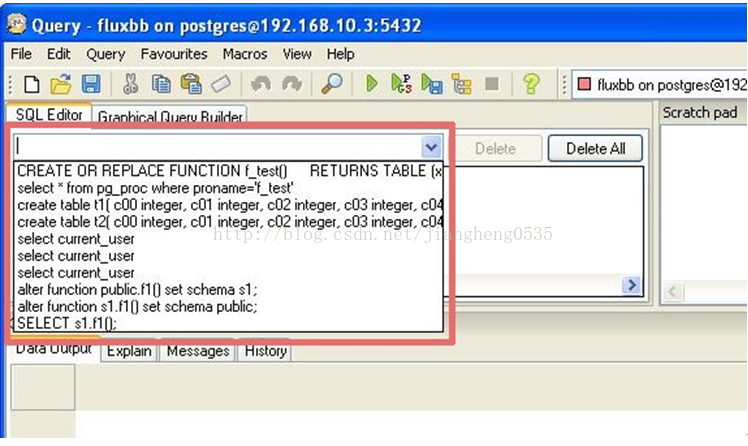 Query - fluxbb on postgres@192.168.10.3:5432
File Edit Query Favourites Macros View Help
fluxbb on postgres@192
SQL Editor Graphical Query Builder Scratch pad
Delete Delete All
CREATE OR REPLACE FUNCTION f_test() RETURNS TABLE (x
select * from pg_proc where proname='f_test'
create table t1( c00 integer, c01 integer, c02 integer, c03 integer, c04
create table t2( c00 integer, c01 integer, c02 integer, c03 integer, c04
http://blog.csdn.net/jiangheng0535
select current_user
select current_user
select current_user
alter function public.f1() set schema s1;
alter function s1.f1() set schema public;
SELECT s1.f1();
Data Output Explain Messages History